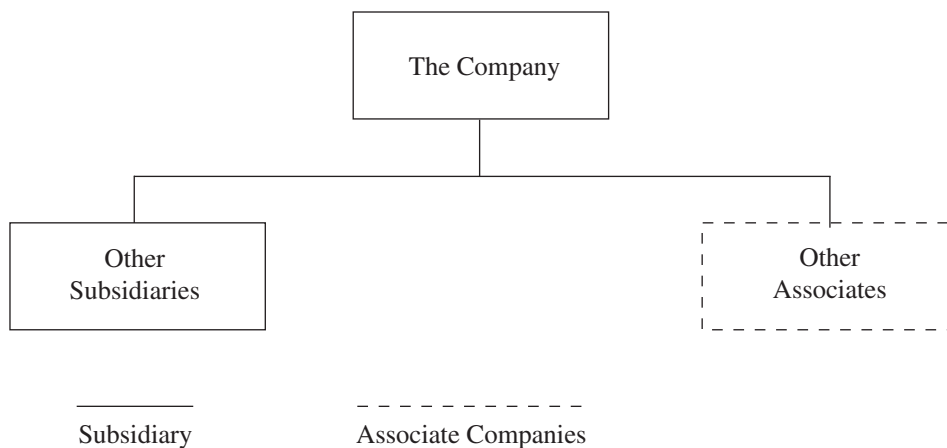 The Company
Other
Subsidiaries
Other
Associates
Subsidiary
Associate Companies